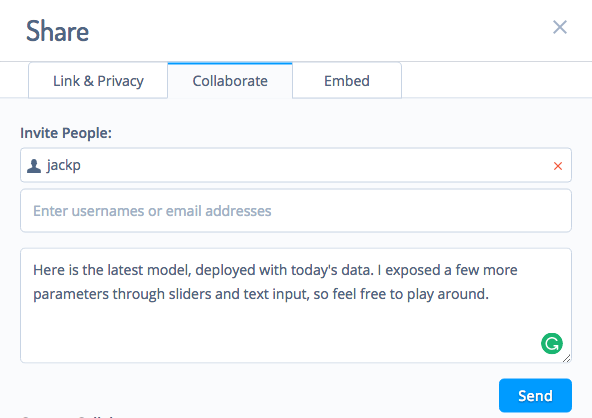 Share
Link & Privacy
Collaborate
Embed
Invite People:
jackp
Enter usernames or email addresses
Here is the latest model, deployed with today's data. I exposed a few more
parameters through sliders and text input, so feel free to play around.
Send